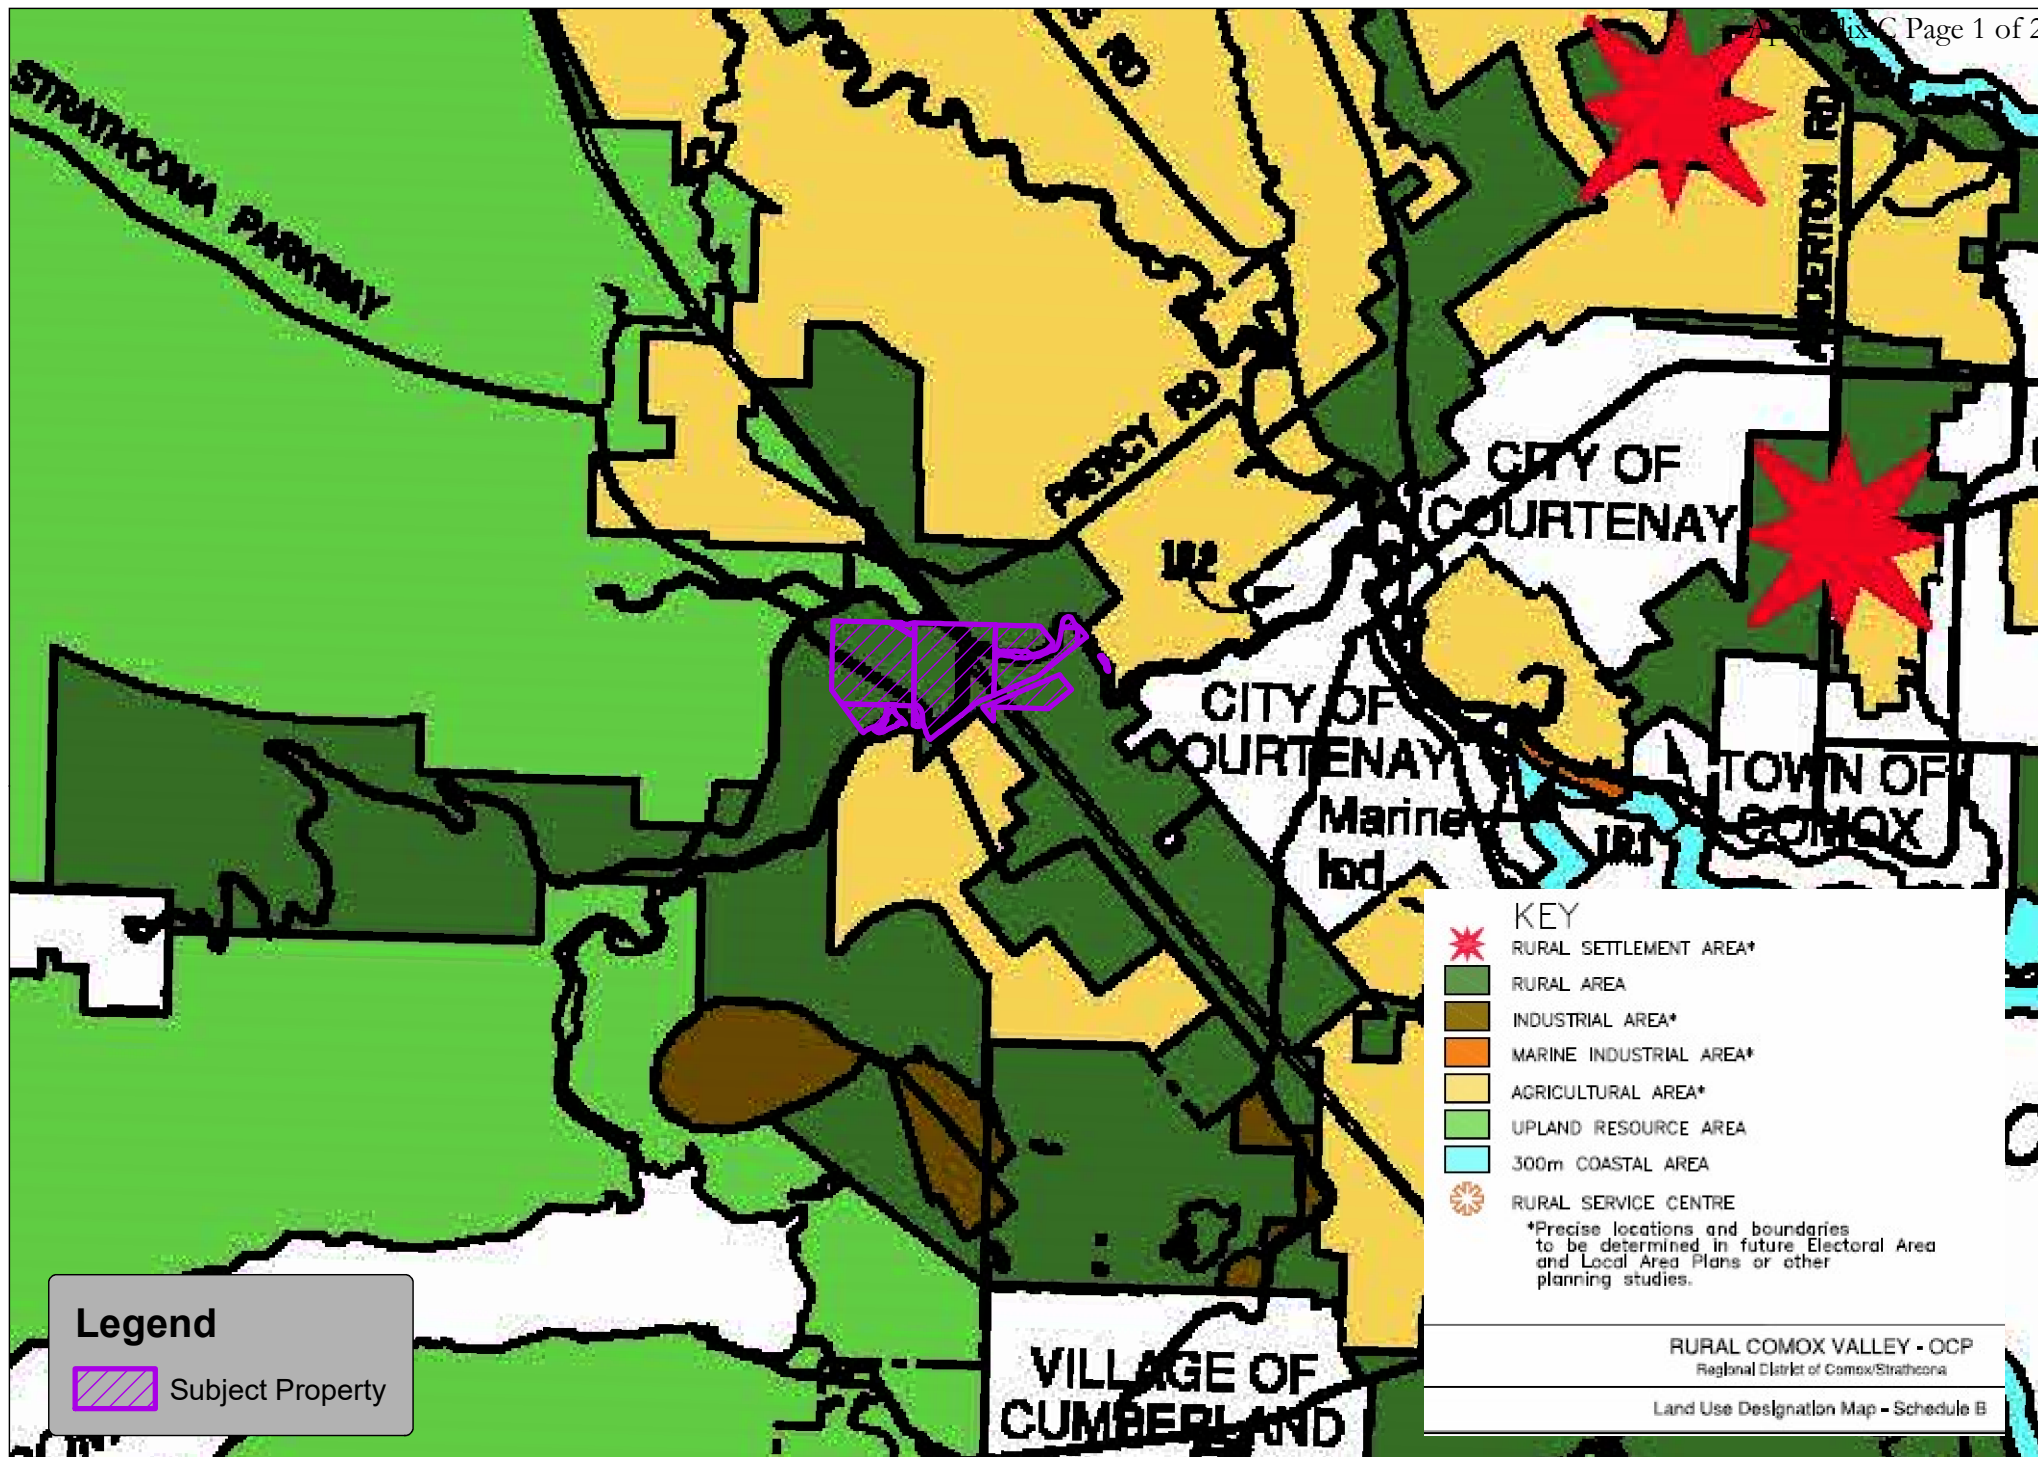 Page 1 of 2
RD
STRATHCONA PARKWAY
RD
PIERCY RD
CITY OF
COURTENAY
I.R.2
CITY OF
COURTENAY
Marine
TOWN OF
COMOX
I.R.1
KEY
RURAL SETTLEMENT AREA*
RURAL AREA
INDUSTRIAL AREA*
MARINE INDUSTRIAL AREA*
AGRICULTURAL AREA*
UPLAND RESOURCE AREA
300m COASTAL AREA
RURAL SERVICE CENTRE
*Precise locations and boundaries
to be determined in future Electoral Area
and Local Area Plans or other
planning studies.
RURAL COMOX VALLEY - OCP
Regional District of Comox/Strathcona
Land Use Designation Map - Schedule B
Legend
Subject Property
VILLAGE OF
CUMBERLAND